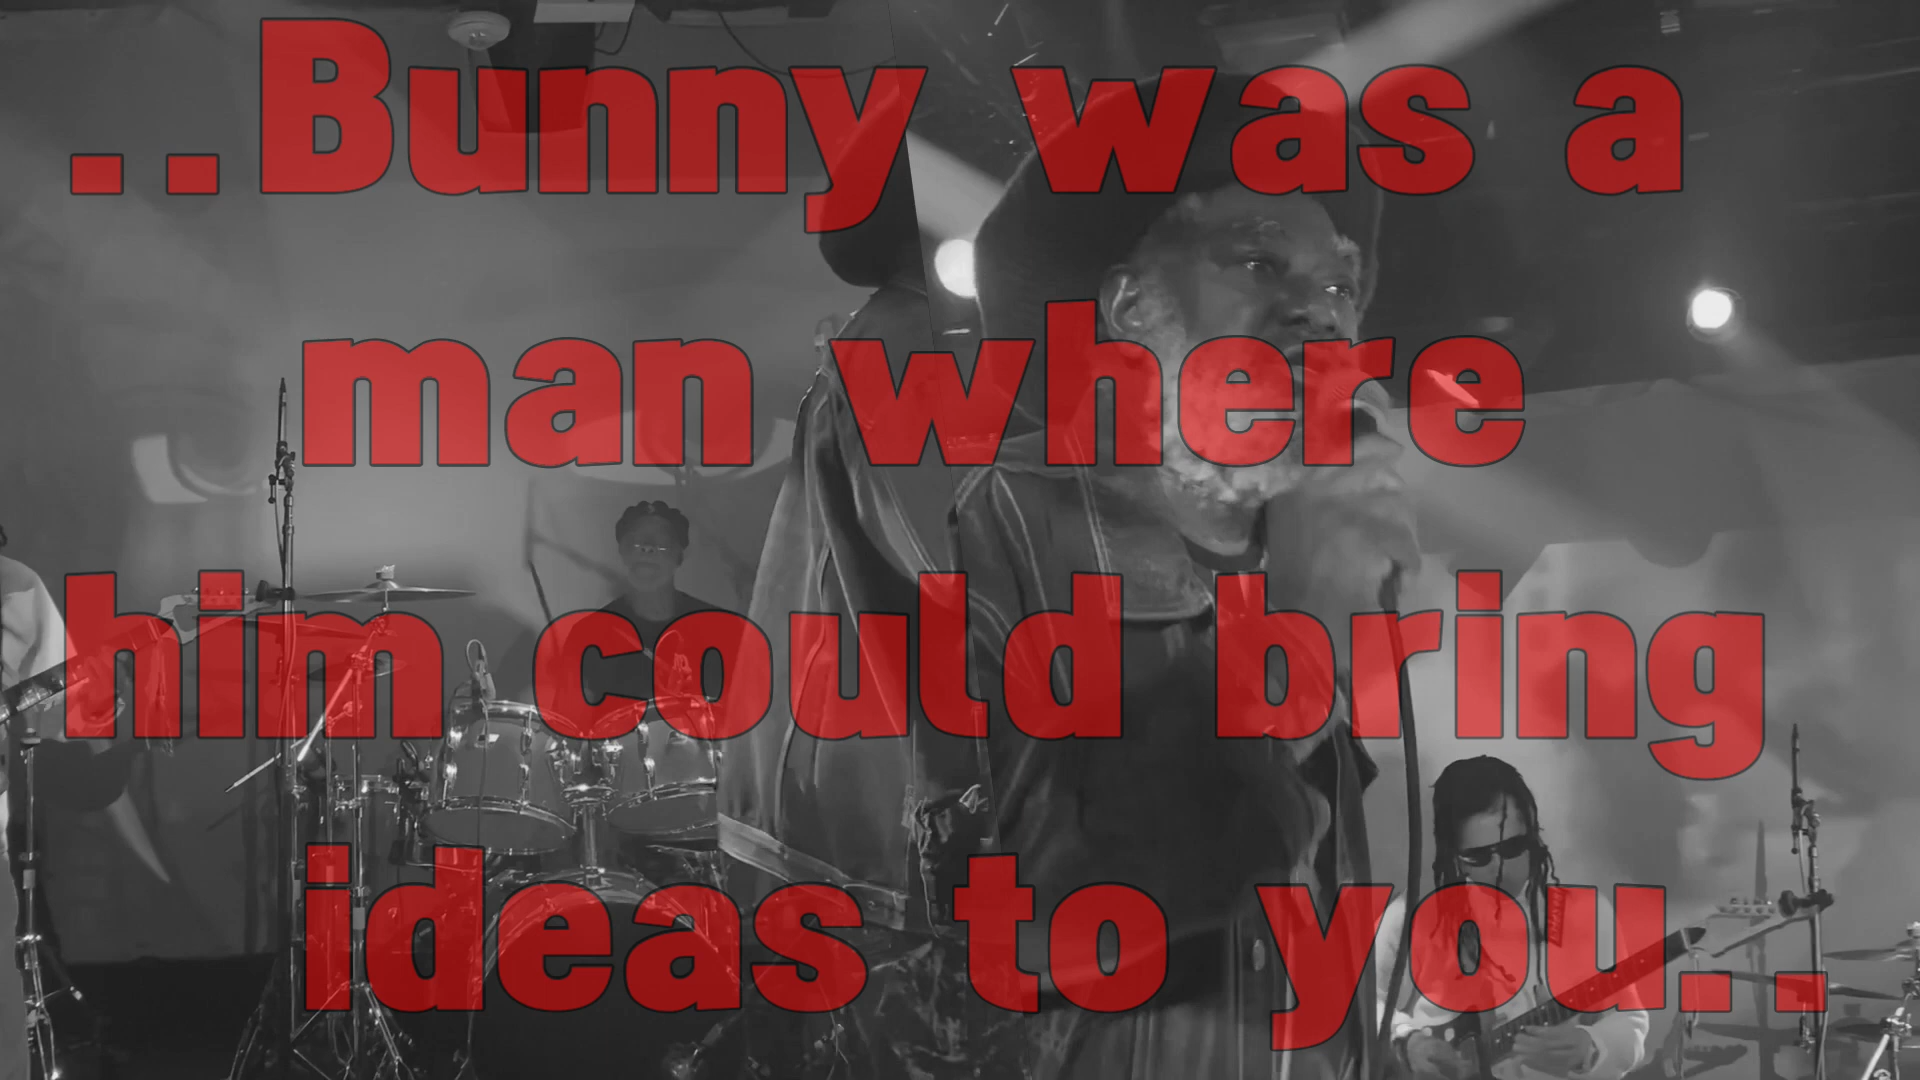 ..Bunny was a
man where
him could bring
ideas to you..